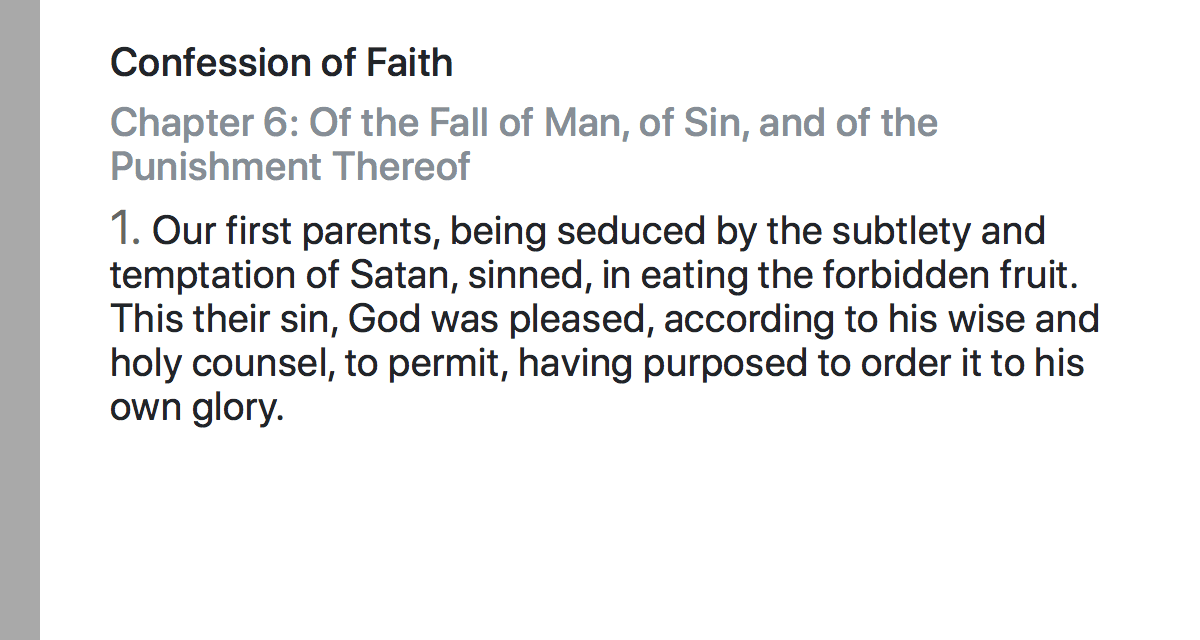 Confession of Faith
Chapter 6: Of the Fall of Man, of Sin, and of the
Punishment Thereof
1. Our first parents, being seduced by the subtlety and
temptation of Satan, sinned, in eating the forbidden fruit.
This their sin, God was pleased, according to his wise and
holy counsel, to permit, having purposed to order it to his
own glory.